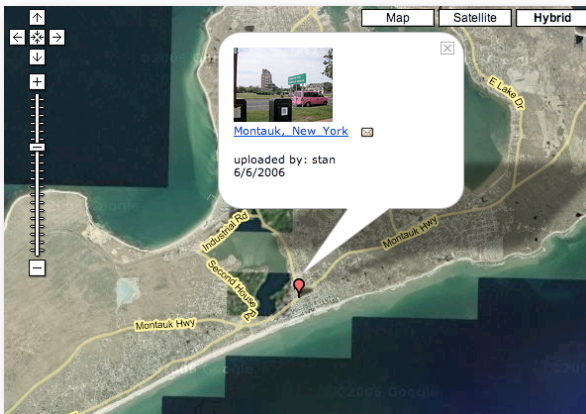 Map
Satellite
Hybrid
E Lake Dr
Montauk, New York
uploaded by: stan
6/6/2006
Industrial Rd
Montauk Hwy
Second House Rd
Montauk Hwy
©2006 Google